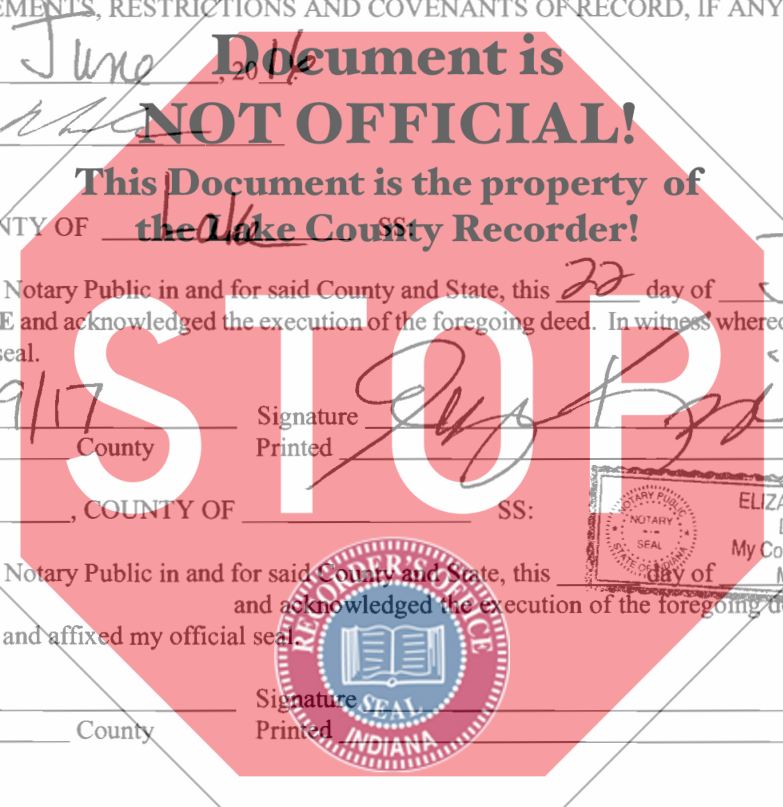 EMENTS, RESTRICTIONS AND COVENANTS OF RECORD, IF ANY
Document is
June , 2016.
NOT OFFICIAL!
This Document is the property of
the Lake County Recorder!
NTY OF Lake SS:
Notary Public in and for said County and State, this 22 day of
E and acknowledged the execution of the foregoing deed. In witness whereo
seal.
STOP
9/17 Signature
County Printed
, COUNTY OF SS:
NOTARY PUBLIC
NOTARY
SEAL
STATE OF INDIANA
ELIZA
L
My Co
M
Notary Public in and for said County and State, this day of
and acknowledged the execution of the foregoing d
and affixed my official seal.
RECORDER SERVICE
SEAL
INDIANA
Signature
County Printed